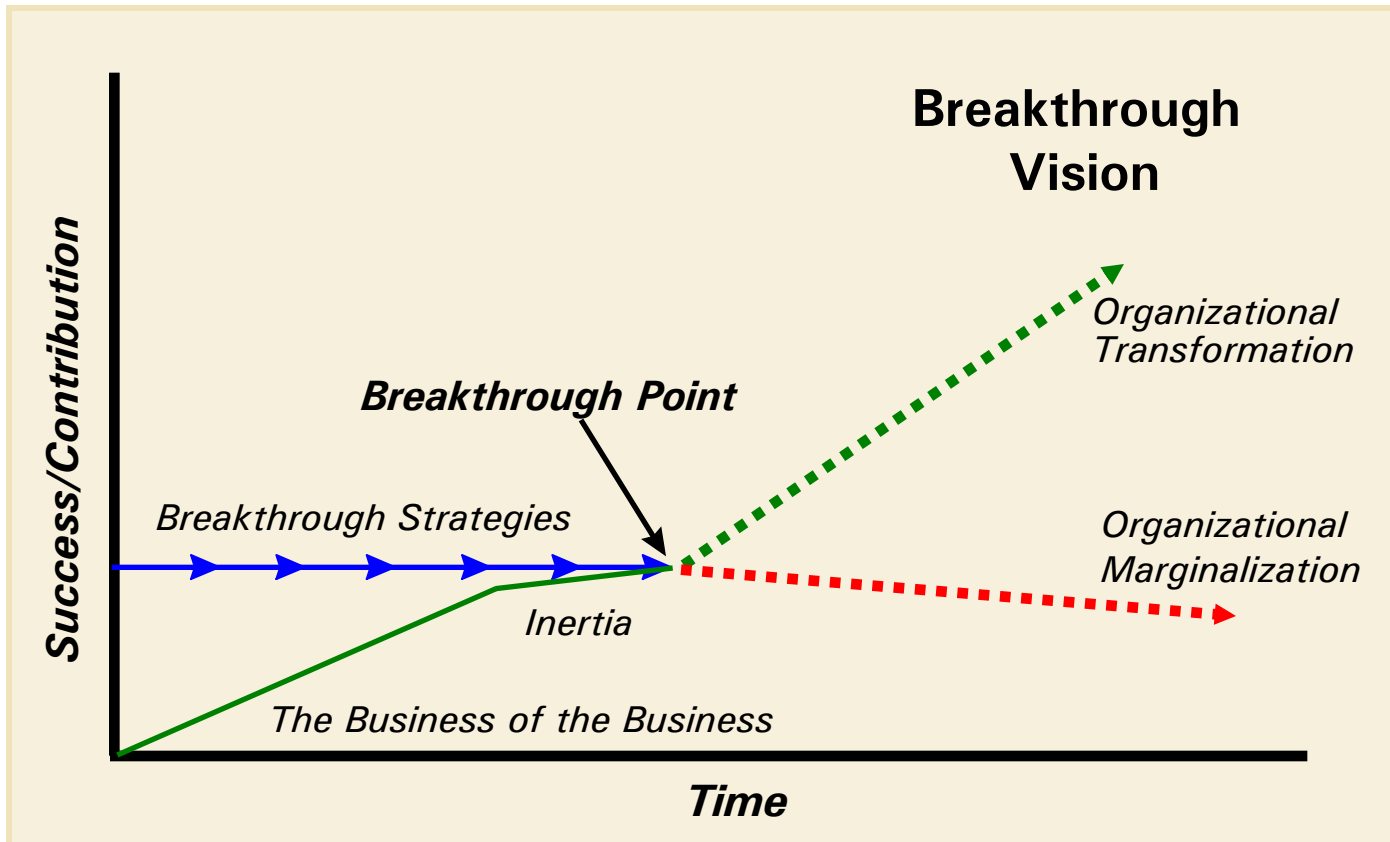 Breakthrough
Vision
Success/Contribution
Organizational
Transformation
Breakthrough Point
Breakthrough Strategies
Organizational
Marginalization
Inertia
The Business of the Business
Time